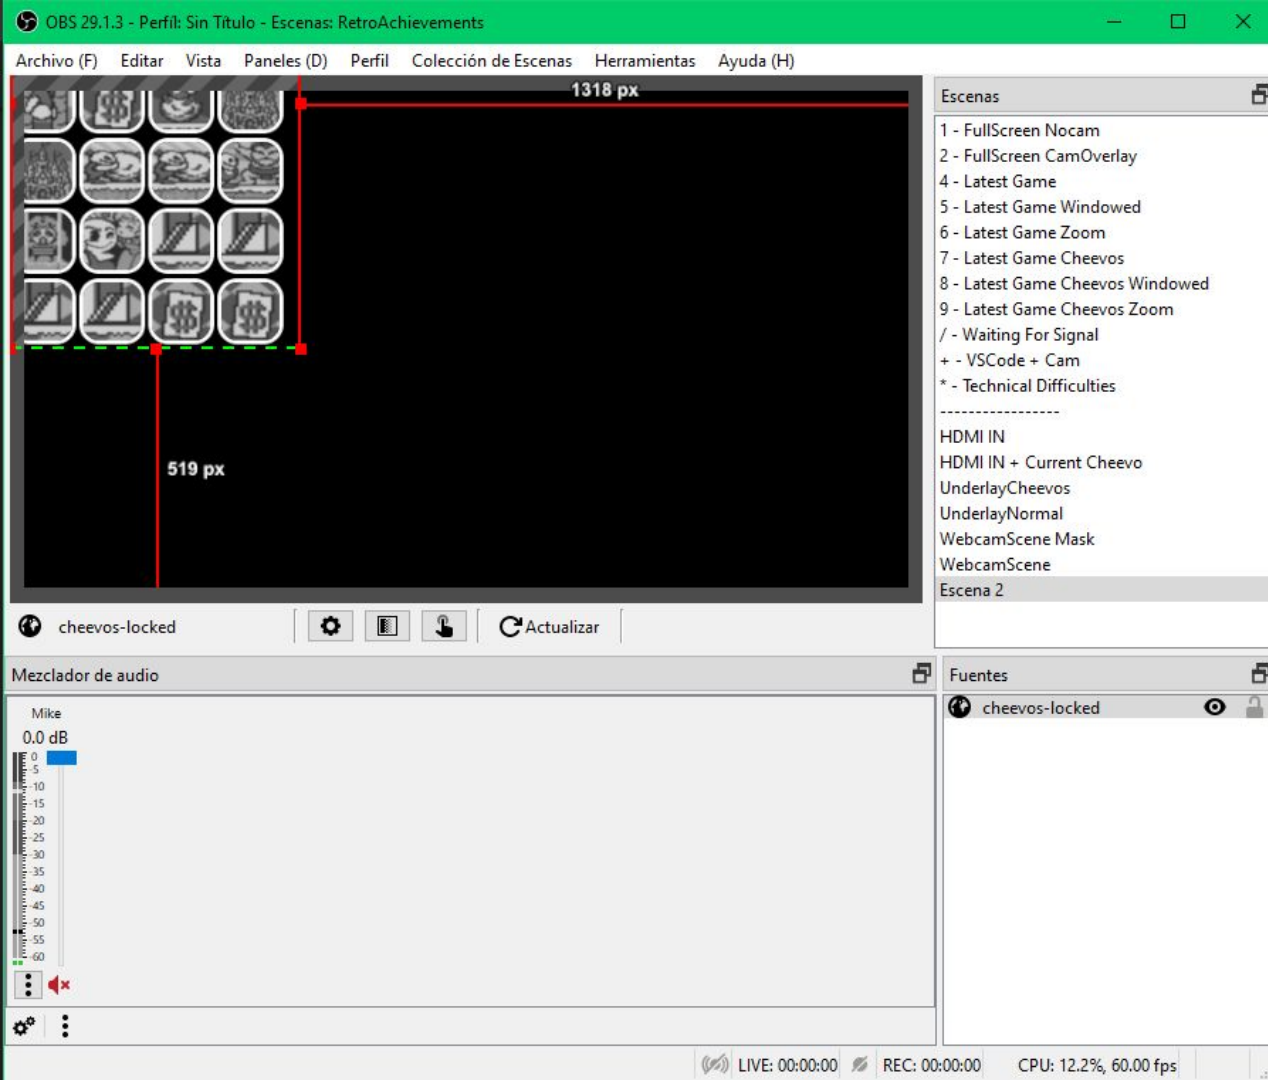 OBS 29.1.3 - Perfil: Sin Título - Escenas: RetroAchievements
Archivo (F) Editar Vista Paneles (D) Perfil Colección de Escenas Herramientas Ayuda (H)
1318 px
519 px
Escenas
1 - FullScreen Nocam
2 - FullScreen CamOverlay
4 - Latest Game
5 - Latest Game Windowed
6 - Latest Game Zoom
7 - Latest Game Cheevos
8 - Latest Game Cheevos Windowed
9 - Latest Game Cheevos Zoom
/ - Waiting For Signal
+ - VSCode + Cam
* - Technical Difficulties
-----------------
HDMI IN
HDMI IN + Current Cheevo
UnderlayCheevos
UnderlayNormal
WebcamScene Mask
WebcamScene
Escena 2
cheevos-locked
Actualizar
Mezclador de audio
Mike
0.0 dB
0
-5
-10
-15
-20
-25
-30
-35
-40
-45
-50
-55
-60
Fuentes
cheevos-locked
LIVE: 00:00:00 REC: 00:00:00 CPU: 12.2%, 60.00 fps